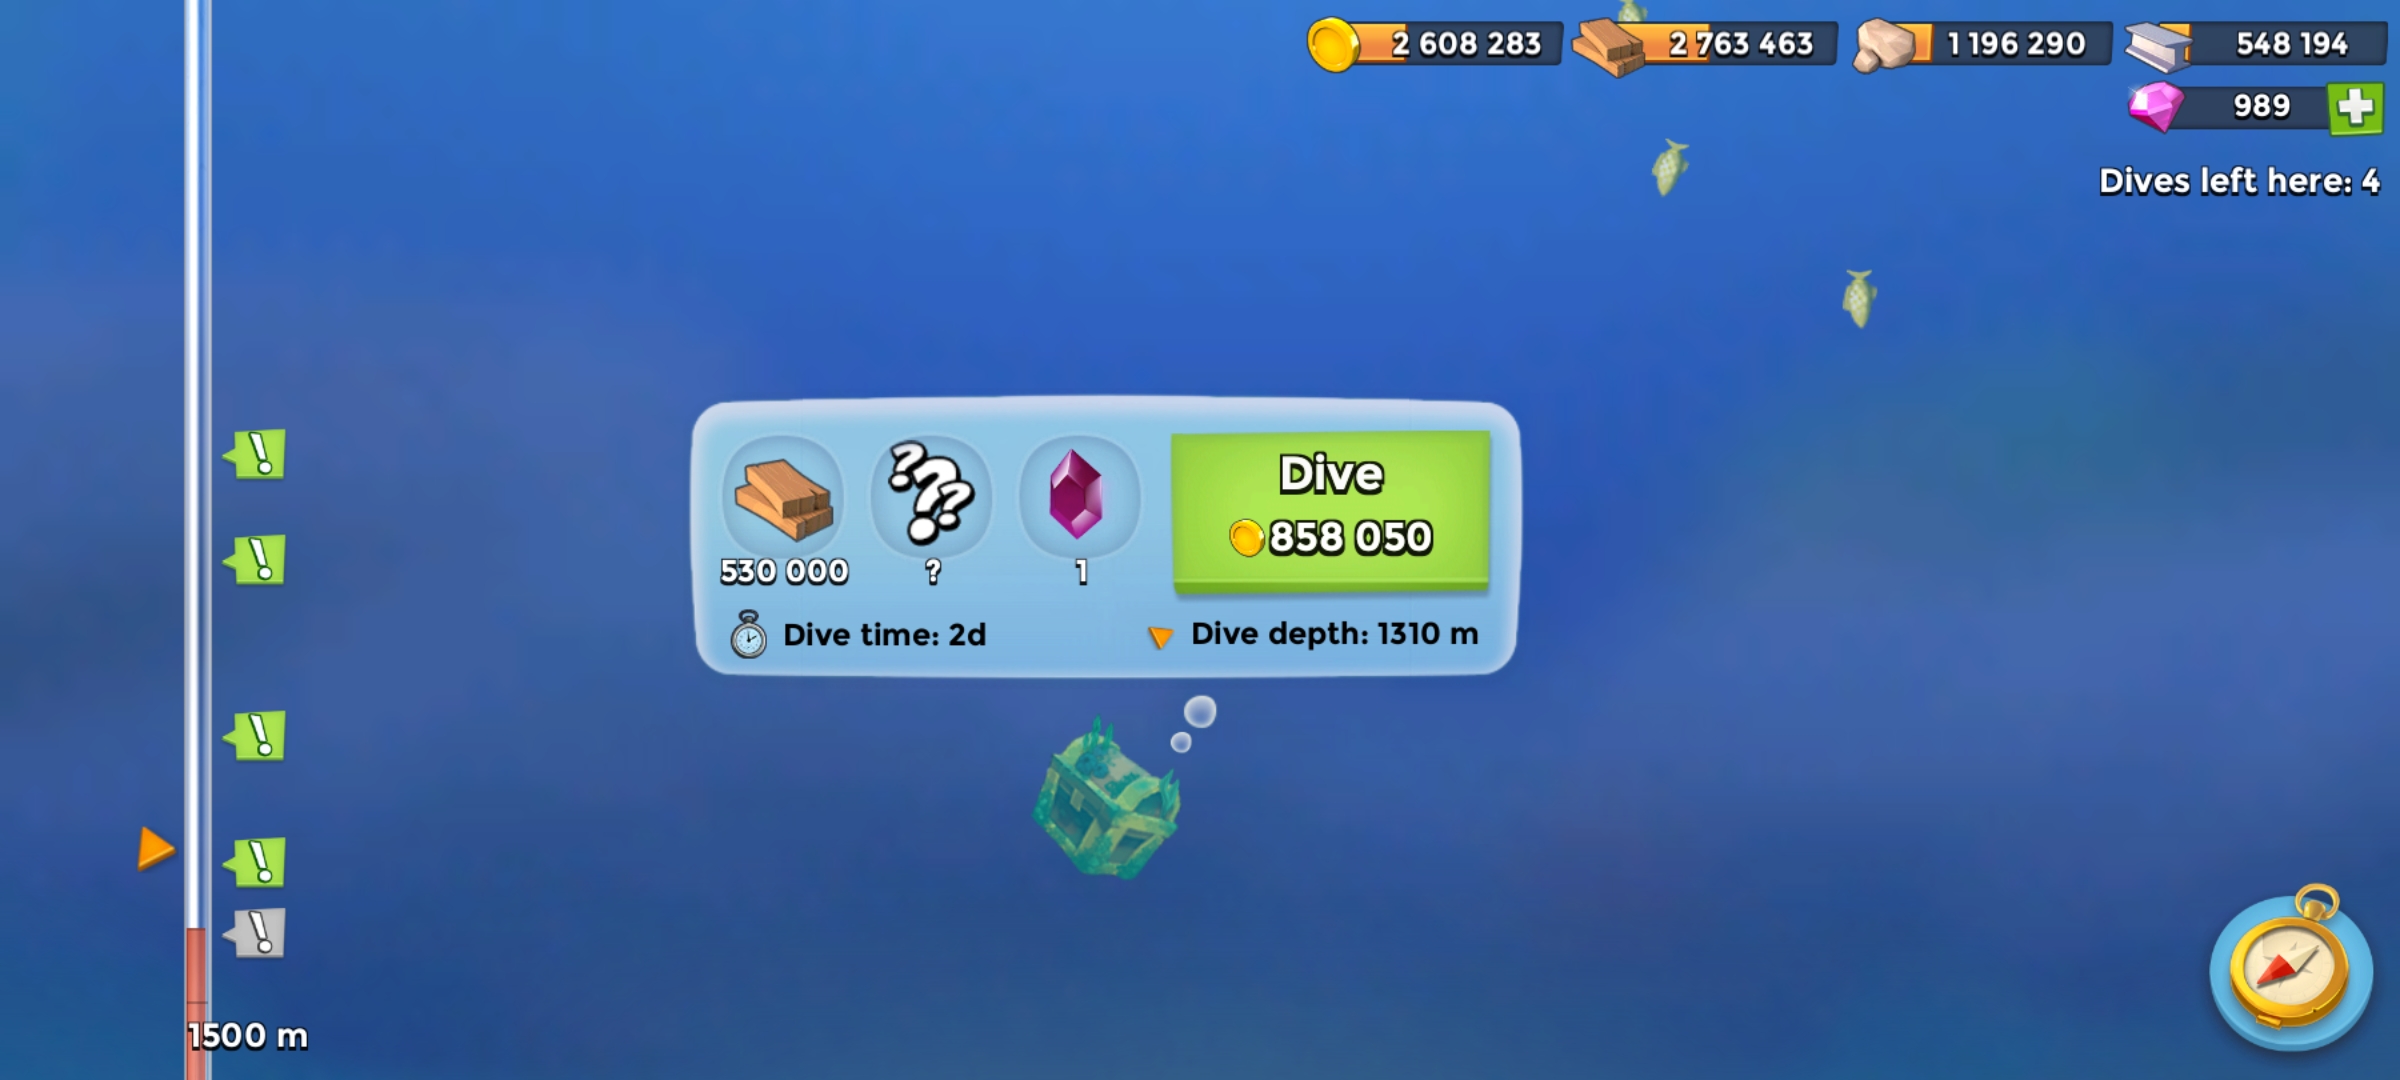 2 608 283
2 763 463
1 196 290
548 194
989
Dives left here: 4
Dive
858 050
530 000
?
1
Dive time: 2d
Dive depth: 1310 m
1500 m